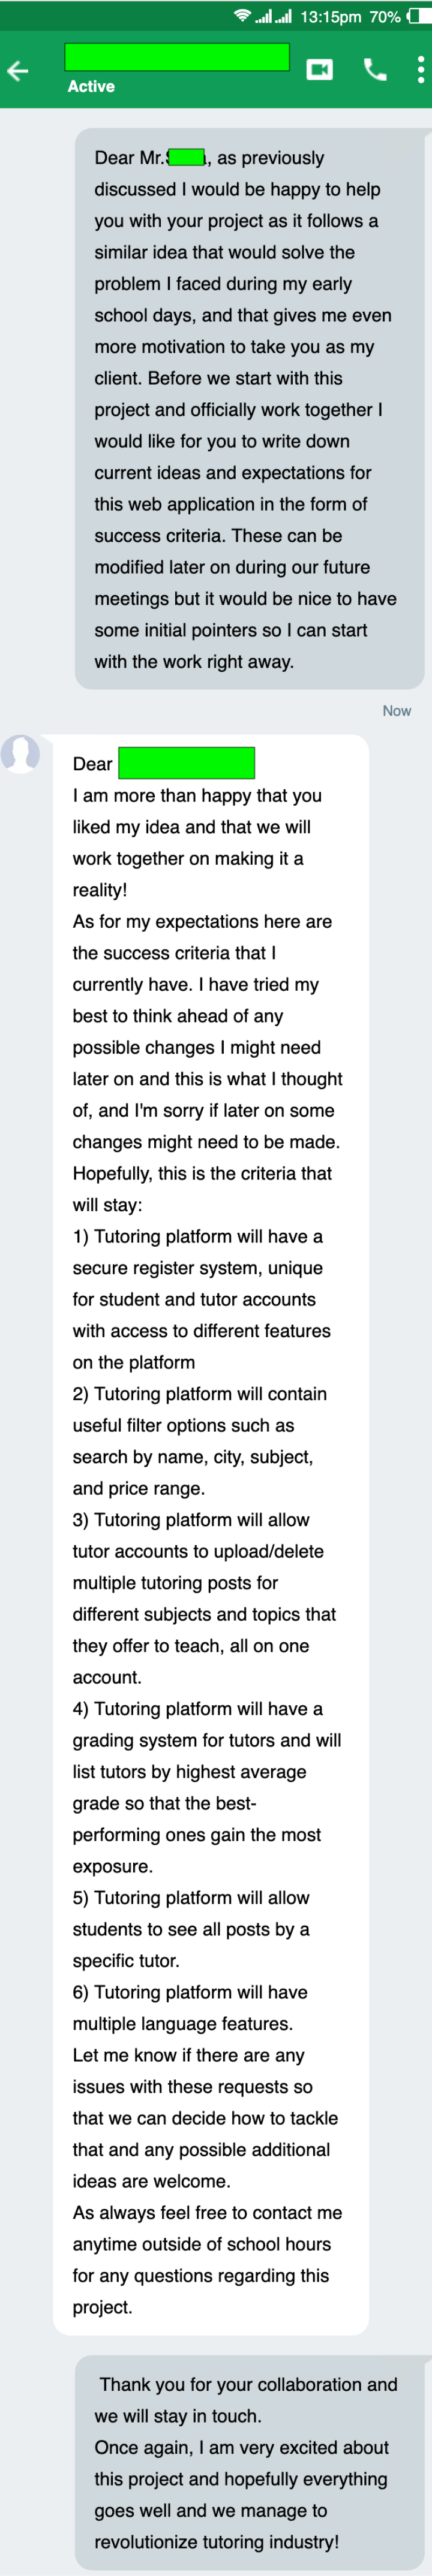 13:15pm 70%
Active
Dear Mr. , as previously
discussed I would be happy to help
you with your project as it follows a
similar idea that would solve the
problem I faced during my early
school days, and that gives me even
more motivation to take you as my
client. Before we start with this
project and officially work together I
would like for you to write down
current ideas and expectations for
this web application in the form of
success criteria. These can be
modified later on during our future
meetings but it would be nice to have
some initial pointers so I can start
with the work right away.
Now
Dear
I am more than happy that you
liked my idea and that we will
work together on making it a
reality!
As for my expectations here are
the success criteria that I
currently have. I have tried my
best to think ahead of any
possible changes I might need
later on and this is what I thought
of, and I'm sorry if later on some
changes might need to be made.
Hopefully, this is the criteria that
will stay:
1) Tutoring platform will have a
secure register system, unique
for student and tutor accounts
with access to different features
on the platform
2) Tutoring platform will contain
useful filter options such as
search by name, city, subject,
and price range.
3) Tutoring platform will allow
tutor accounts to upload/delete
multiple tutoring posts for
different subjects and topics that
they offer to teach, all on one
account.
4) Tutoring platform will have a
grading system for tutors and will
list tutors by highest average
grade so that the best-
performing ones gain the most
exposure.
5) Tutoring platform will allow
students to see all posts by a
specific tutor.
6) Tutoring platform will have
multiple language features.
Let me know if there are any
issues with these requests so
that we can decide how to tackle
that and any possible additional
ideas are welcome.
As always feel free to contact me
anytime outside of school hours
for any questions regarding this
project.
Thank you for your collaboration and
we will stay in touch.
Once again, I am very excited about
this project and hopefully everything
goes well and we manage to
revolutionize tutoring industry!